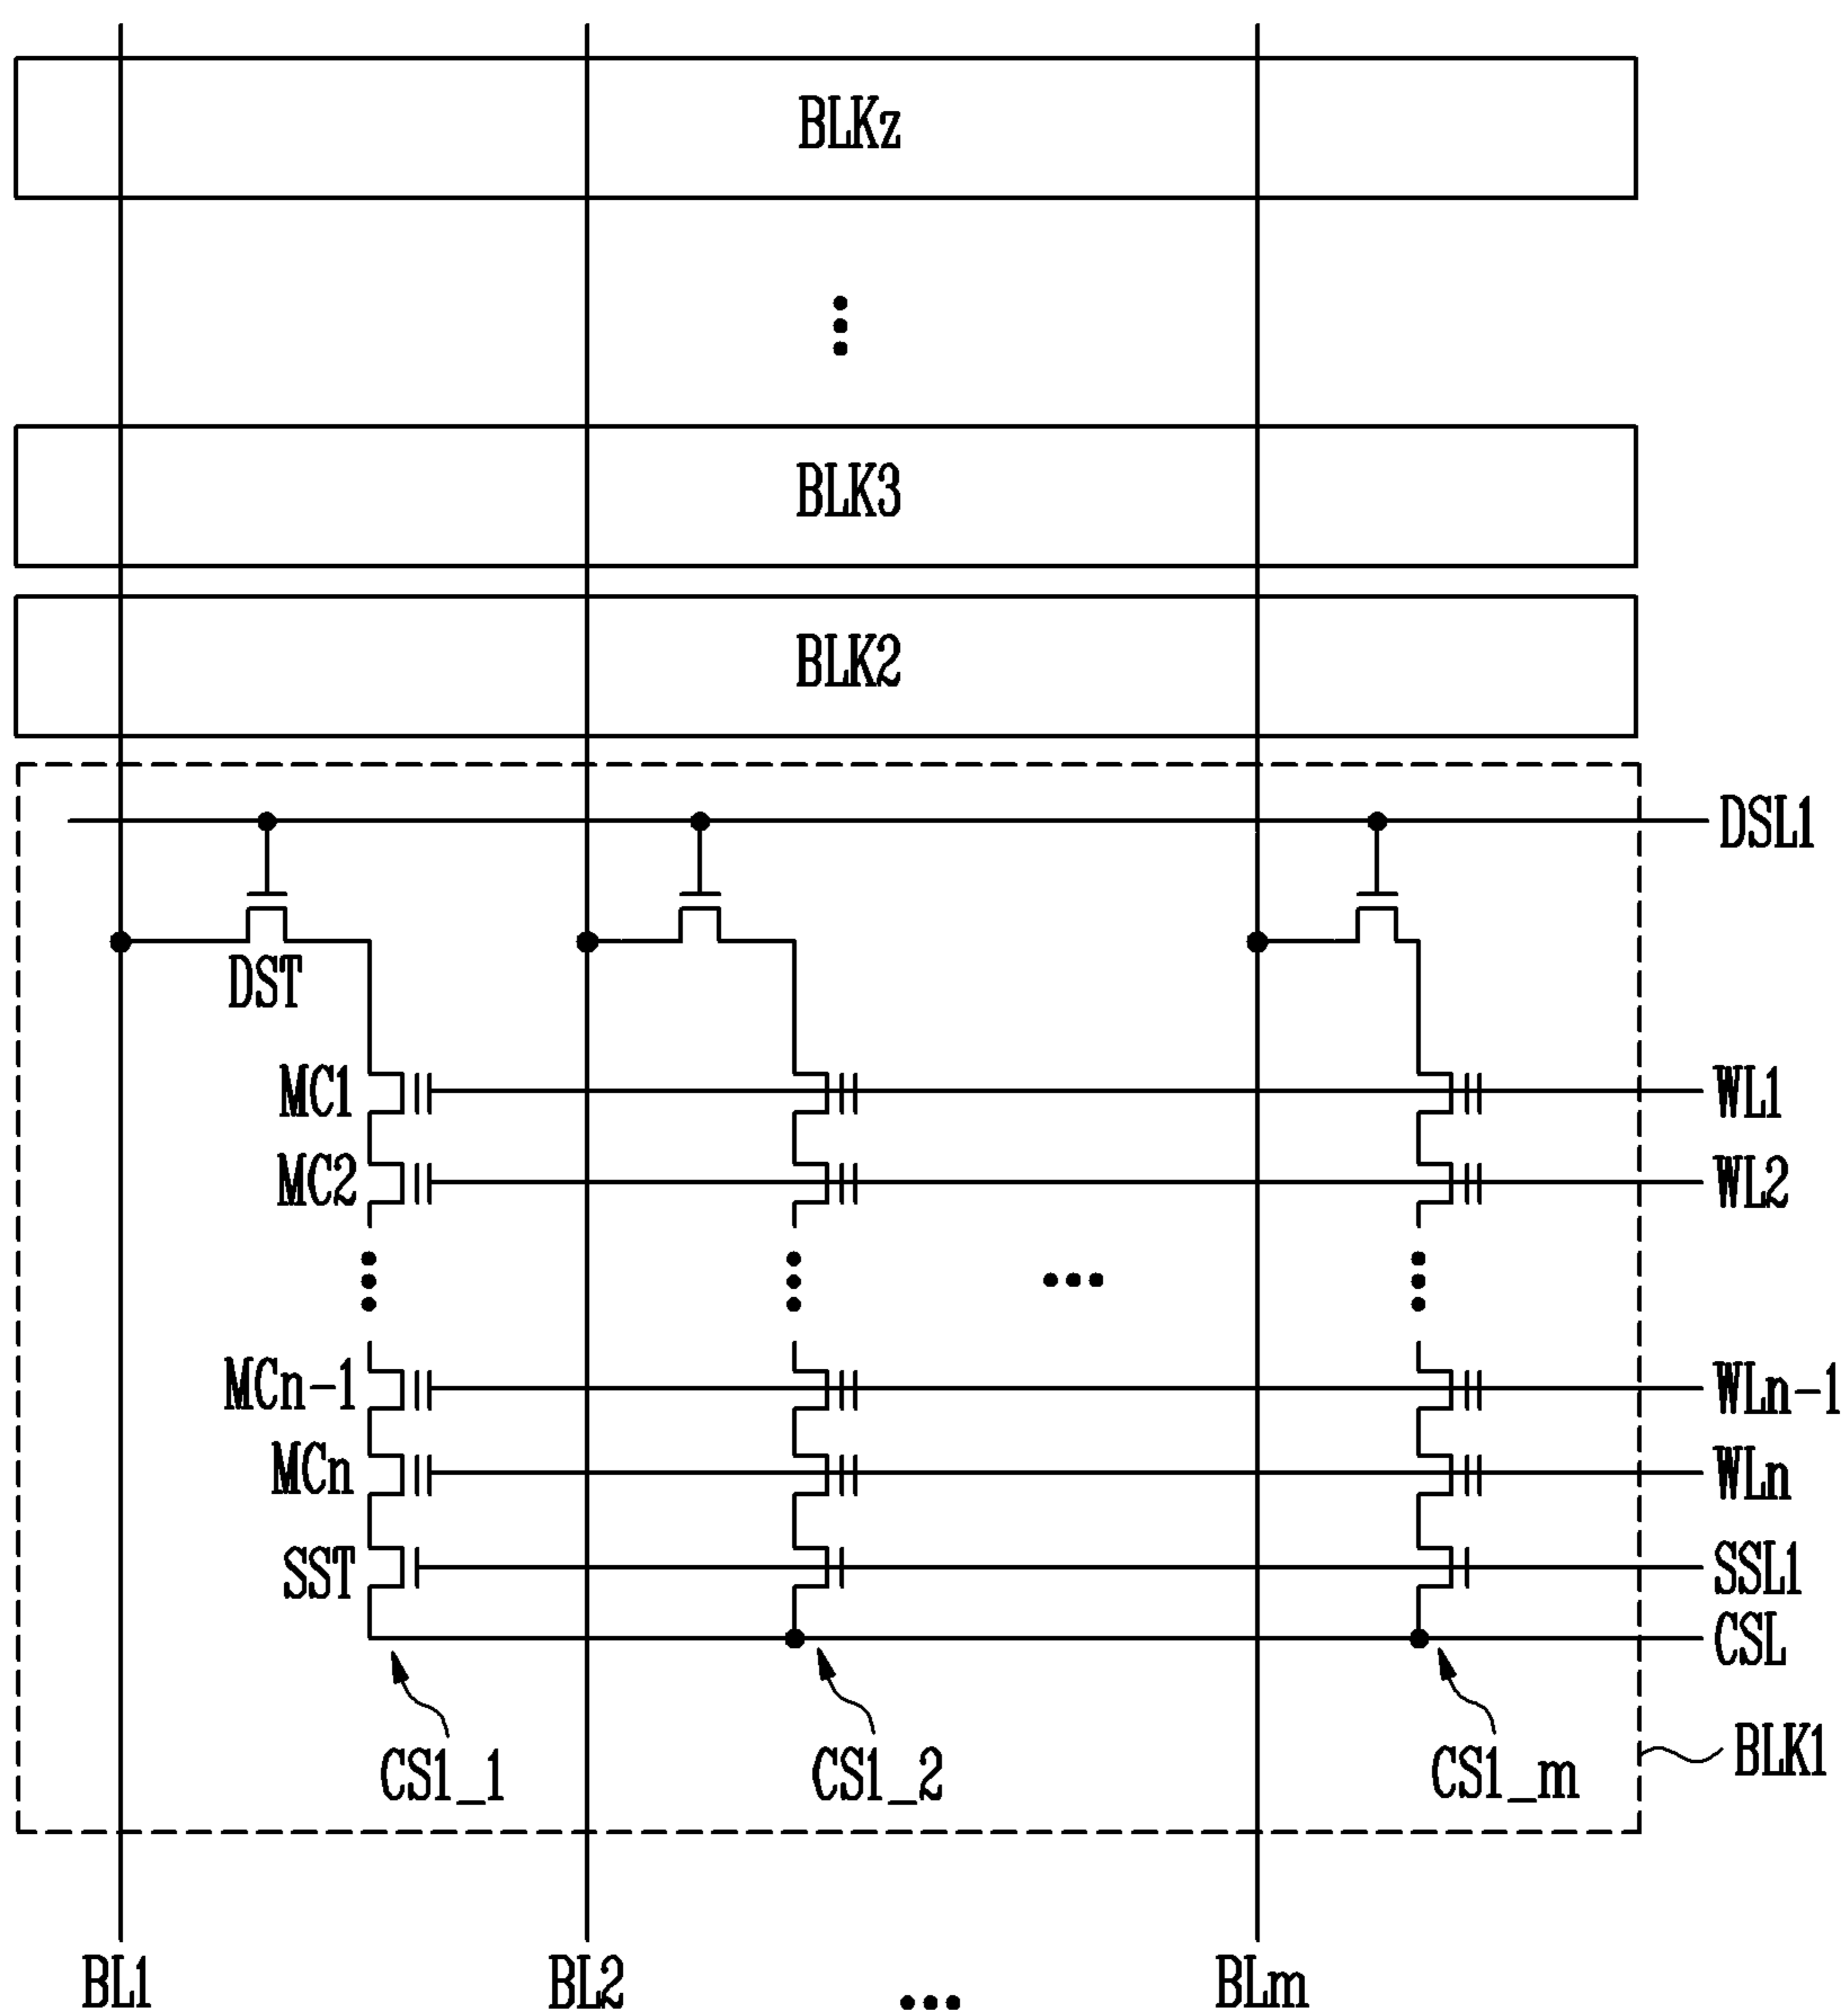 BLKz
BLK3
BLK2
DSL1
DST
MC1
WL1
MC2
WL2
MCn-1
WLn-1
MCn
WLn
SST
SSL1
CSL
CS1_1
CS1_2
CS1_m
BLK1
BL1
BL2
BLm